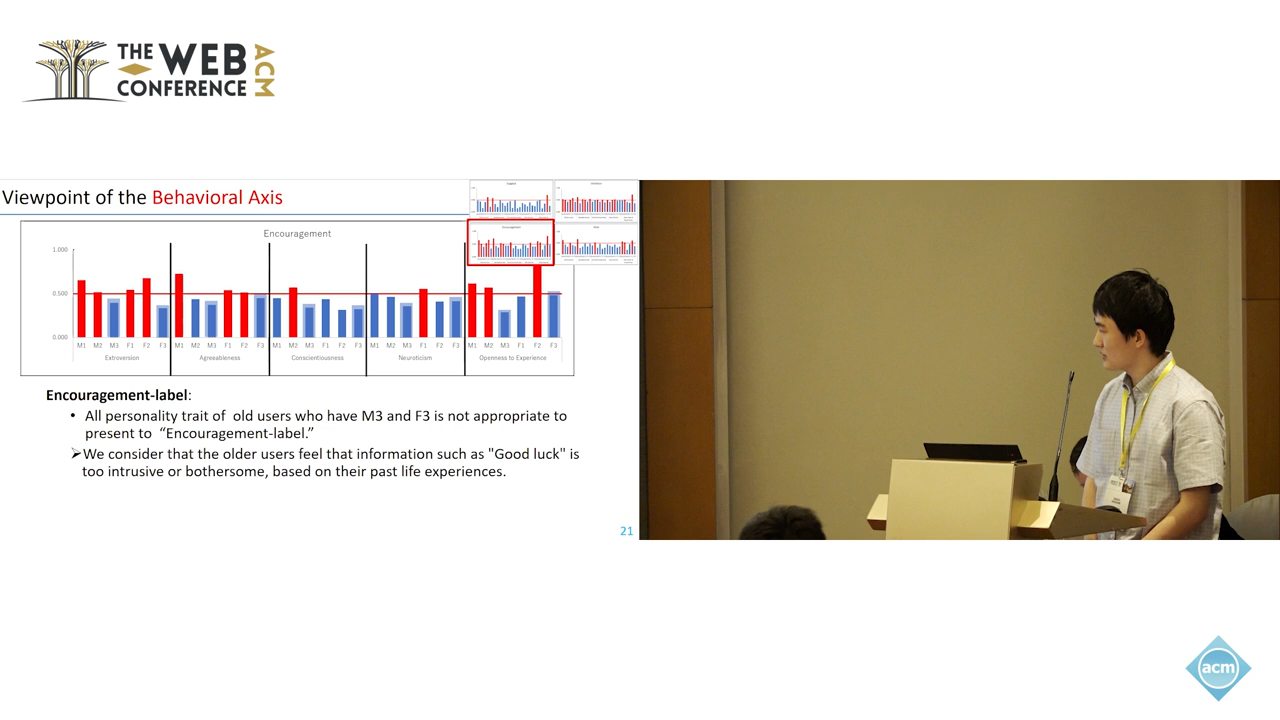 THE WEB
CONFERENCE
ACM
Viewpoint of the Behavioral Axis
Encouragement
1.000
0.500
0.000
M1 M2 M3 F1 F2 F3 M1 M2 M3 F1 F2 F3 M1 M2 M3 F1 F2 F3 M1 M2 M3 F1 F2 F3 M1 M2 M3 F1 F2 F3
Extroversion Agreeableness Conscientiousness Neuroticism Openness to Experience
Encouragement-label:
• All personality trait of old users who have M3 and F3 is not appropriate to
present to “Encouragement-label.”
➢We consider that the older users feel that information such as "Good luck" is
too intrusive or bothersome, based on their past life experiences.
21
acm